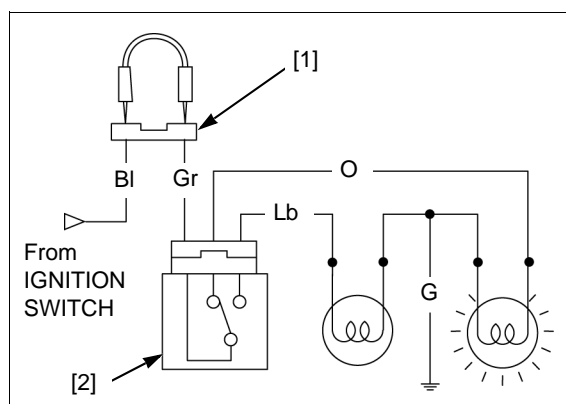 [1]
Bl
Gr
O
Lb
From
IGNITION
SWITCH
G
[2]